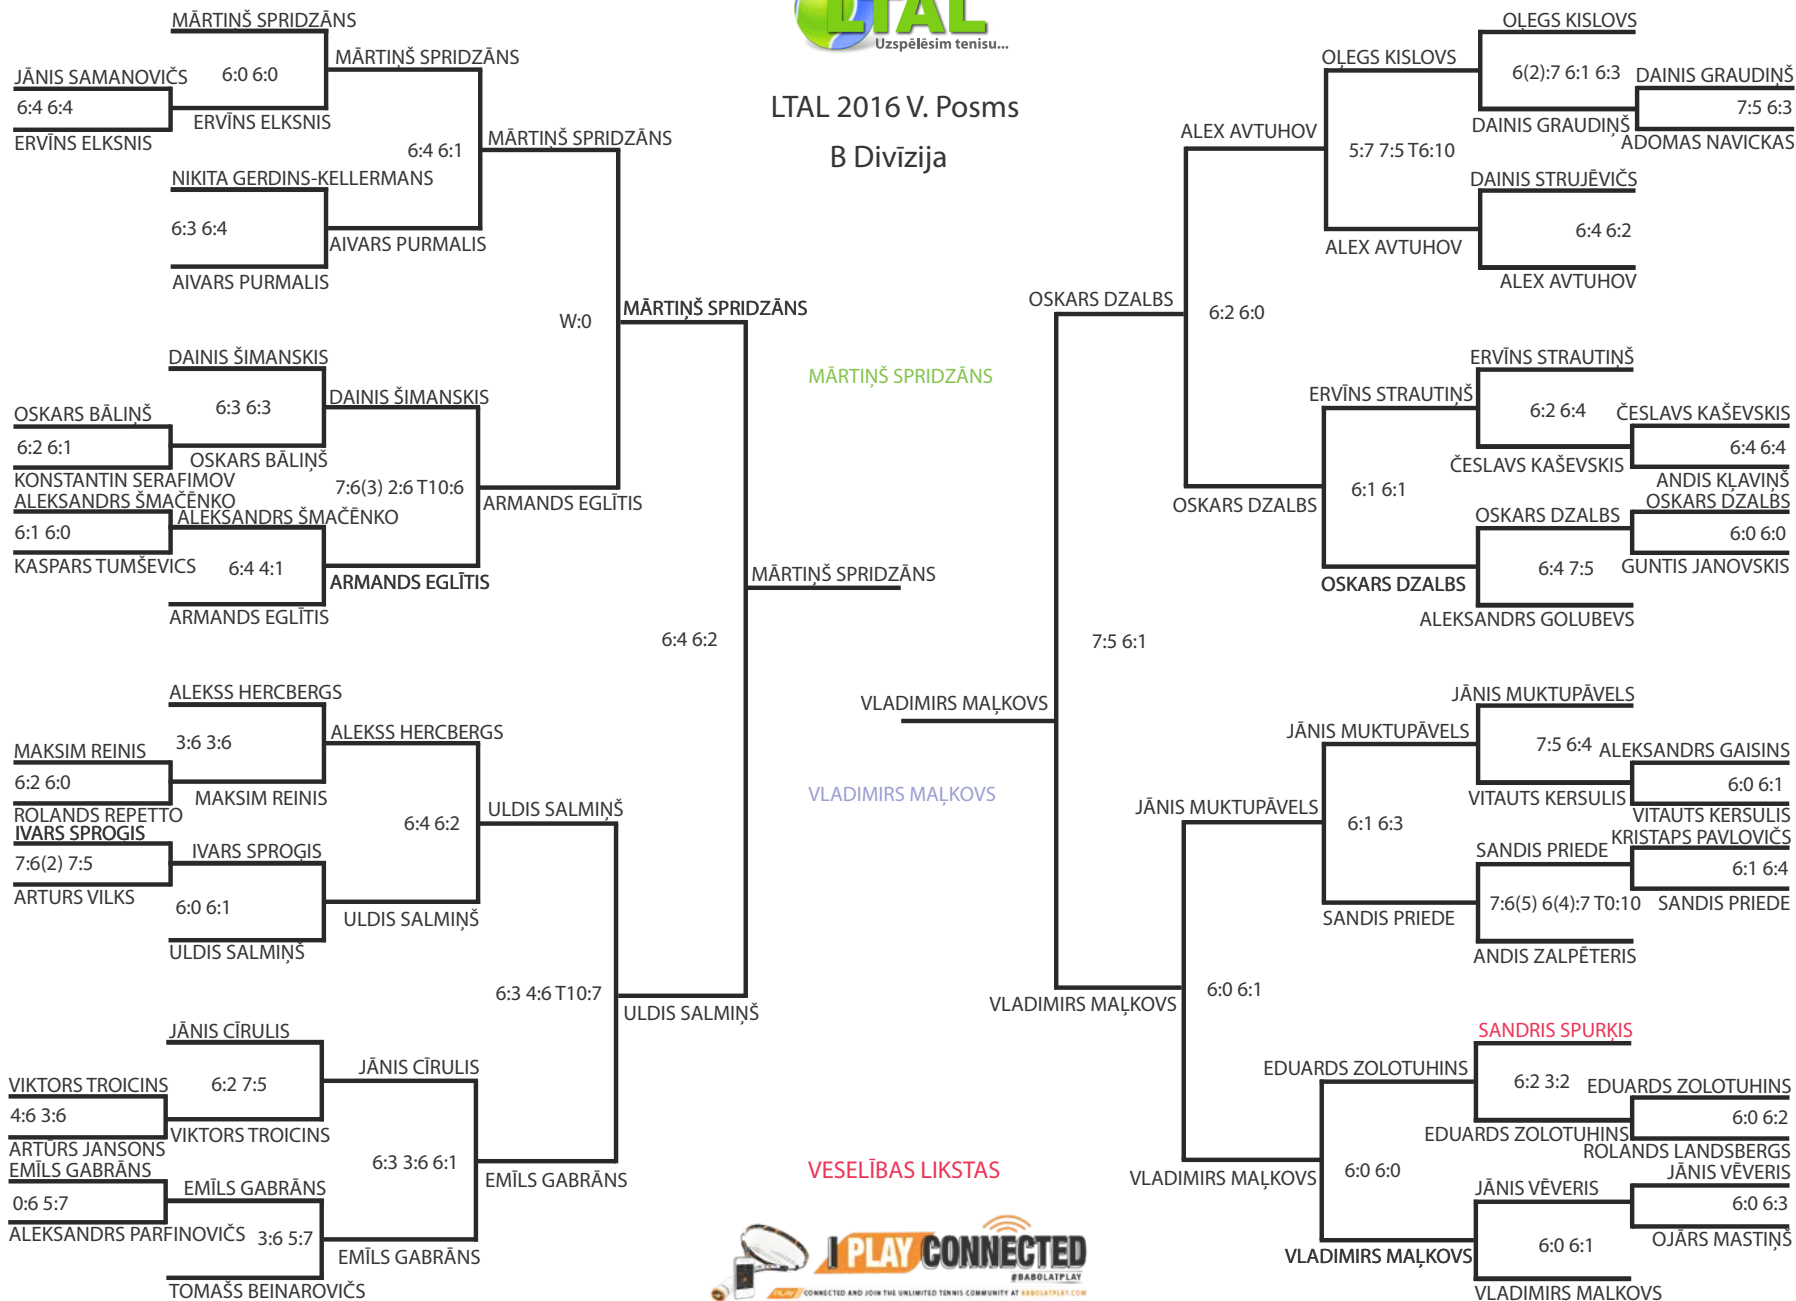 LTAL
Uzspēlēsim tenisu...
LTAL 2016 V. Posms
B Divīzija
MĀRTIŅŠ SPRIDZĀNS
JĀNIS SAMANOVIČS
6:4 6:4
ERVĪNS ELKSNIS
6:0 6:0
ERVĪNS ELKSNIS
MĀRTIŅŠ SPRIDZĀNS
6:4 6:1
NIKITA GERDINS-KELLERMANS
6:3 6:4
AIVARS PURMALIS
AIVARS PURMALIS
MĀRTIŅŠ SPRIDZĀNS
W:0
DAINIS ŠIMANSKIS
OSKARS BĀLIŅŠ
6:2 6:1
KONSTANTIN SERAFIMOV
6:3 6:3
OSKARS BĀLIŅŠ
DAINIS ŠIMANSKIS
7:6(3) 2:6 T10:6
ALEKSANDRS ŠMAČĒNKO
6:1 6:0
KASPARS TUMŠEVICS
ALEKSANDRS ŠMAČĒNKO
6:4 4:1
ARMANDS EGLĪTIS
ARMANDS EGLĪTIS
ARMANDS EGLĪTIS
MĀRTIŅŠ SPRIDZĀNS
6:4 6:2
ALEKSS HERCBERGS
MAKSIM REINIS
6:2 6:0
ROLANDS REPETTO
3:6 3:6
MAKSIM REINIS
ALEKSS HERCBERGS
6:4 6:2
IVARS SPROĢIS
7:6(2) 7:5
ARTURS VILKS
IVARS SPROĢIS
6:0 6:1
ULDIS SALMIŅŠ
ULDIS SALMIŅŠ
ULDIS SALMIŅŠ
6:3 4:6 T10:7
JĀNIS CĪRULIS
VIKTORS TROICINS
4:6 3:6
ARTŪRS JANSONS
6:2 7:5
VIKTORS TROICINS
JĀNIS CĪRULIS
6:3 3:6 6:1
EMĪLS GABRĀNS
0:6 5:7
ALEKSANDRS PARFINOVIČS
EMĪLS GABRĀNS
3:6 5:7
TOMAŠS BEINAROVIČS
EMĪLS GABRĀNS
EMĪLS GABRĀNS
ULDIS SALMIŅŠ
MĀRTIŅŠ SPRIDZĀNS
MĀRTIŅŠ SPRIDZĀNS
VLADIMIRS MAĻKOVS
VLADIMIRS MAĻKOVS
VESELĪBAS LIKSTAS
OĻEGS KISLOVS
OĻEGS KISLOVS
6(2):7 6:1 6:3
DAINIS GRAUDIŅŠ
7:5 6:3
ADOMAS NAVICKAS
DAINIS GRAUDIŅŠ
ALEX AVTUHOV
5:7 7:5 T6:10
DAINIS STRUJĒVIČS
6:4 6:2
ALEX AVTUHOV
ALEX AVTUHOV
OSKARS DZALBS
6:2 6:0
ERVĪNS STRAUTIŅŠ
ERVĪNS STRAUTIŅŠ
6:2 6:4
ČESLAVS KAŠEVSKIS
6:4 6:4
ANDIS KĻAVIŅŠ
ČESLAVS KAŠEVSKIS
OSKARS DZALBS
6:1 6:1
OSKARS DZALBS
6:0 6:0
GUNTIS JANOVSKIS
OSKARS DZALBS
6:4 7:5
OSKARS DZALBS
ALEKSANDRS GOLUBEVS
7:5 6:1
JĀNIS MUKTUPĀVELS
JĀNIS MUKTUPĀVELS
7:5 6:4
ALEKSANDRS GAISINS
6:0 6:1
VITAUTS KERSULIS
VITAUTS KERSULIS
JĀNIS MUKTUPĀVELS
6:1 6:3
KRISTAPS PAVLOVIČS
6:1 6:4
SANDIS PRIEDE
SANDIS PRIEDE
7:6(5) 6(4):7 T0:10
SANDIS PRIEDE
ANDIS ZALPĒTERIS
VLADIMIRS MAĻKOVS
6:0 6:1
SANDRIS SPURĶIS
EDUARDS ZOLOTUHINS
6:2 3:2
EDUARDS ZOLOTUHINS
6:0 6:2
ROLANDS LANDSBERGS
EDUARDS ZOLOTUHINS
VLADIMIRS MAĻKOVS
6:0 6:0
JĀNIS VĒVERIS
6:0 6:3
OJĀRS MASTIŅŠ
JĀNIS VĒVERIS
6:0 6:1
VLADIMIRS MAĻKOVS
VLADIMIRS MAĻKOVS
I PLAY CONNECTED
#BABOLATPLAY
PLAY CONNECTED AND JOIN THE UNLIMITED TENNIS COMMUNITY AT BABOLATPLAY.COM